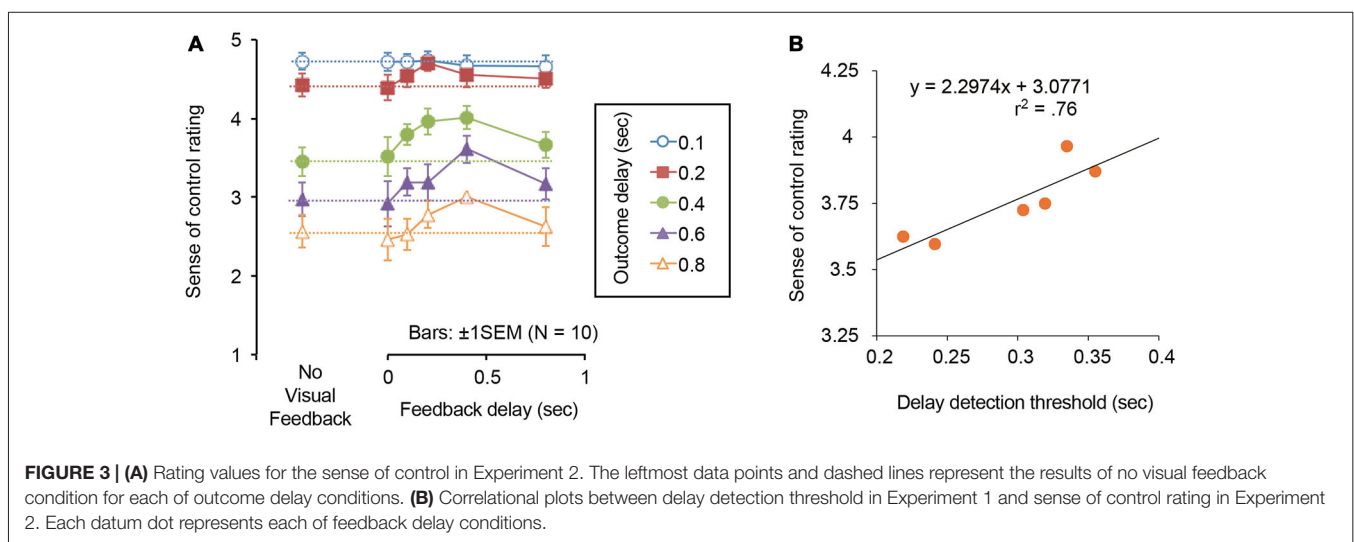 A
5
4
3
2
1
Sense of control rating
Bars: ±1SEM (N = 10)
No
Visual
Feedback
0
0.5
1
Feedback delay (sec)
Outcome delay (sec)
0.1
0.2
0.4
0.6
0.8
B
4.25
4
3.75
3.5
3.25
Sense of control rating
y = 2.2974x + 3.0771
r² = .76
0.2
0.25
0.3
0.35
0.4
Delay detection threshold (sec)
FIGURE 3 | (A) Rating values for the sense of control in Experiment 2. The leftmost data points and dashed lines represent the results of no visual feedback
condition for each of outcome delay conditions. (B) Correlational plots between delay detection threshold in Experiment 1 and sense of control rating in Experiment
2. Each datum dot represents each of feedback delay conditions.